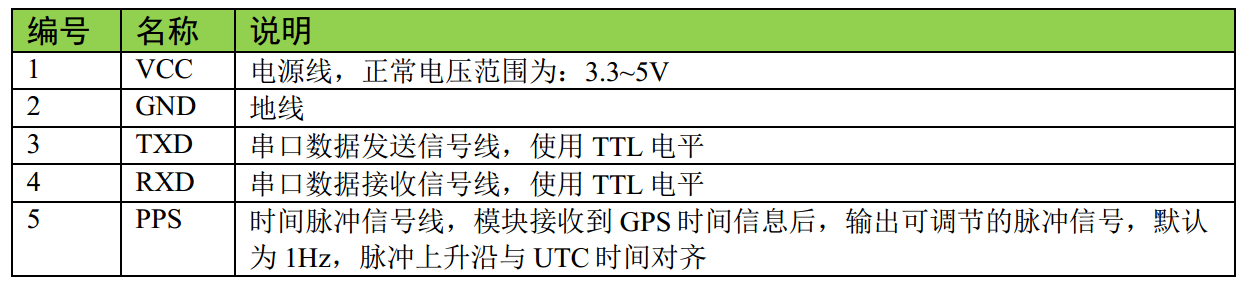 编号 名称 说明
1 VCC 电源线，正常电压范围为：3.3~5V
2 GND 地线
3 TXD 串口数据发送信号线，使用 TTL 电平
4 RXD 串口数据接收信号线，使用 TTL 电平
5 PPS 时间脉冲信号线，模块接收到 GPS 时间信息后，输出可调节的脉冲信号，默认
为 1Hz，脉冲上升沿与 UTC 时间对齐